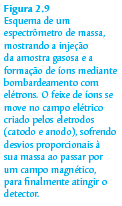 Figura 2.9
Esquema de um
espectrômetro de massa,
mostrando a injeção
da amostra gasosa e a
formação de íons mediante
bombardeamento com
elétrons. O feixe de íons se
move no campo elétrico
criado pelos eletrodos
(catodo e anodo), sofrendo
desvios proporcionais à
sua massa ao passar por
um campo magnético,
para finalmente atingir o
detector.